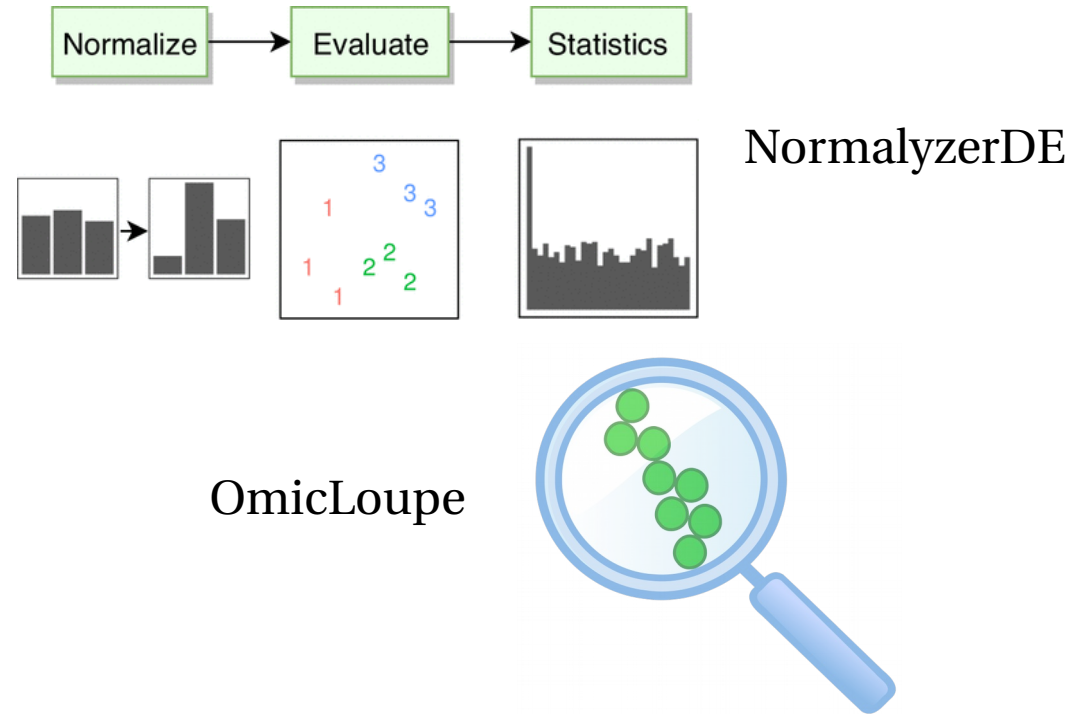 Normalize Evaluate Statistics
NormalyzerDE
3
3
1 3
2
1 2
2
1
OmicLoupe